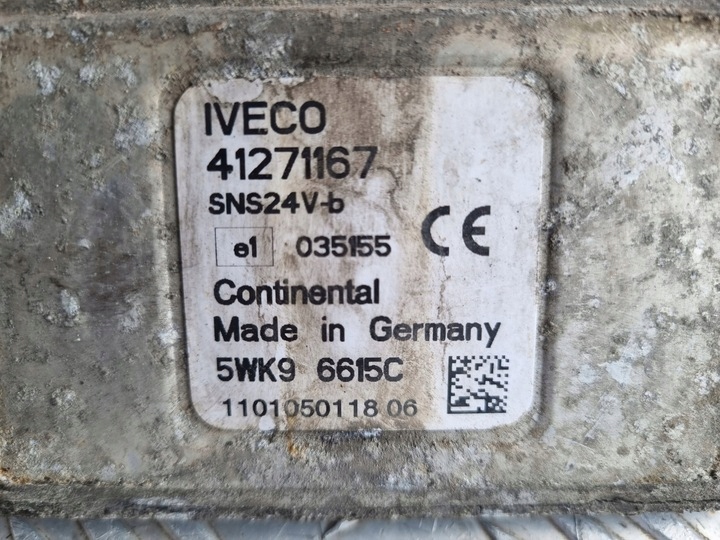 IVECO
41271167
SNS24V-b
e1 035155 CE
Continental
Made in Germany
5WK9 6615C
1101050118 06